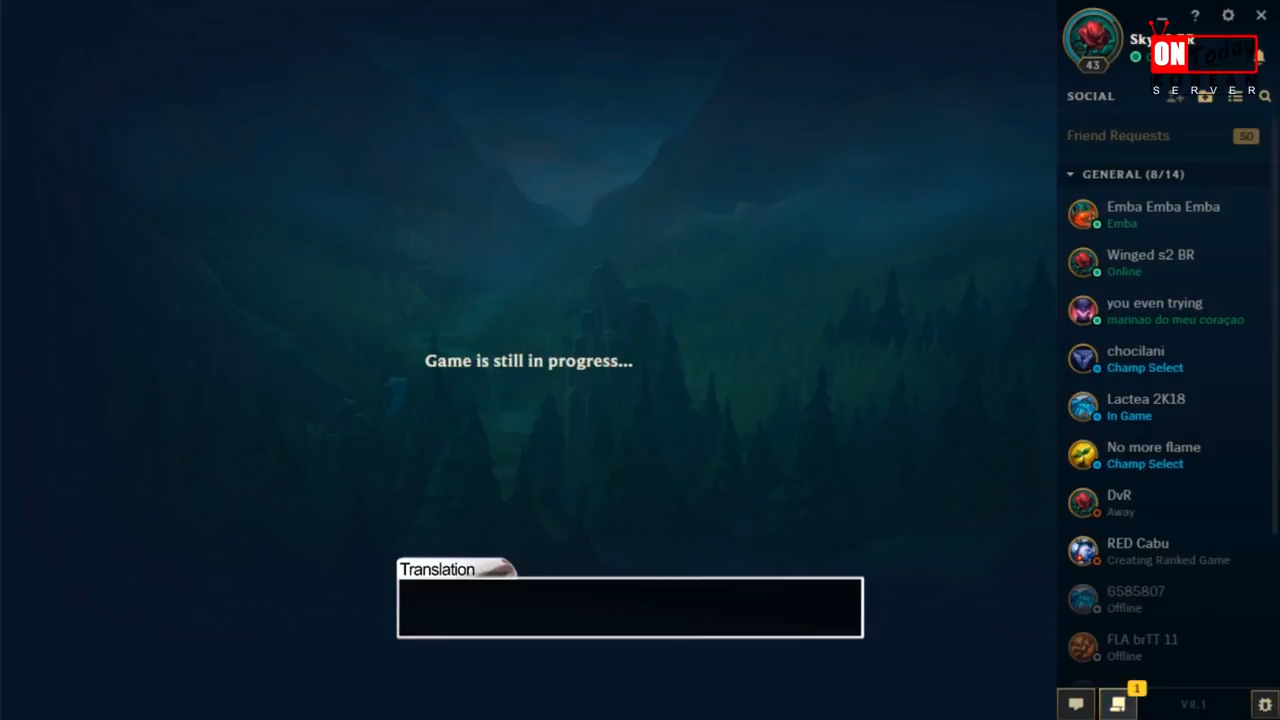 43
ON Today
S E R V E R
SOCIAL
Friend Requests 50
GENERAL (8/14)
Emba Emba Emba
Emba
Winged s2 BR
Online
you even trying
marinao do meu coraçao
chocilani
Champ Select
Lactea 2K18
In Game
No more flame
Champ Select
DvR
Away
RED Cabu
Creating Ranked Game
6585807
Offline
FLA brTT 11
Offline
Game is still in progress...
Translation
1
V8.1